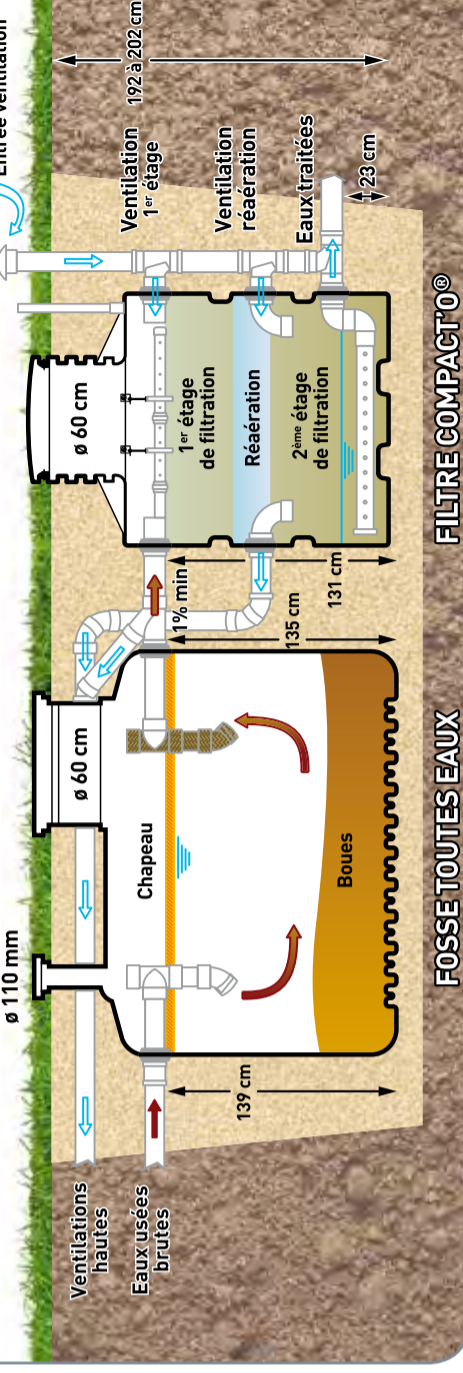 Entrée ventilation
ø 110 mm
ø 60 cm
ø 60 cm
192 à 202 cm
Ventilations
hautes
Eaux usées
brutes
Chapeau
Boues
139 cm
135 cm
1% min
131 cm
1er étage
de filtration
Réaération
2ème étage
de filtration
Ventilation
1er étage
Ventilation
réaération
Eaux traitées
23 cm
FOSSE TOUTES EAUX
FILTRE COMPACT'O®